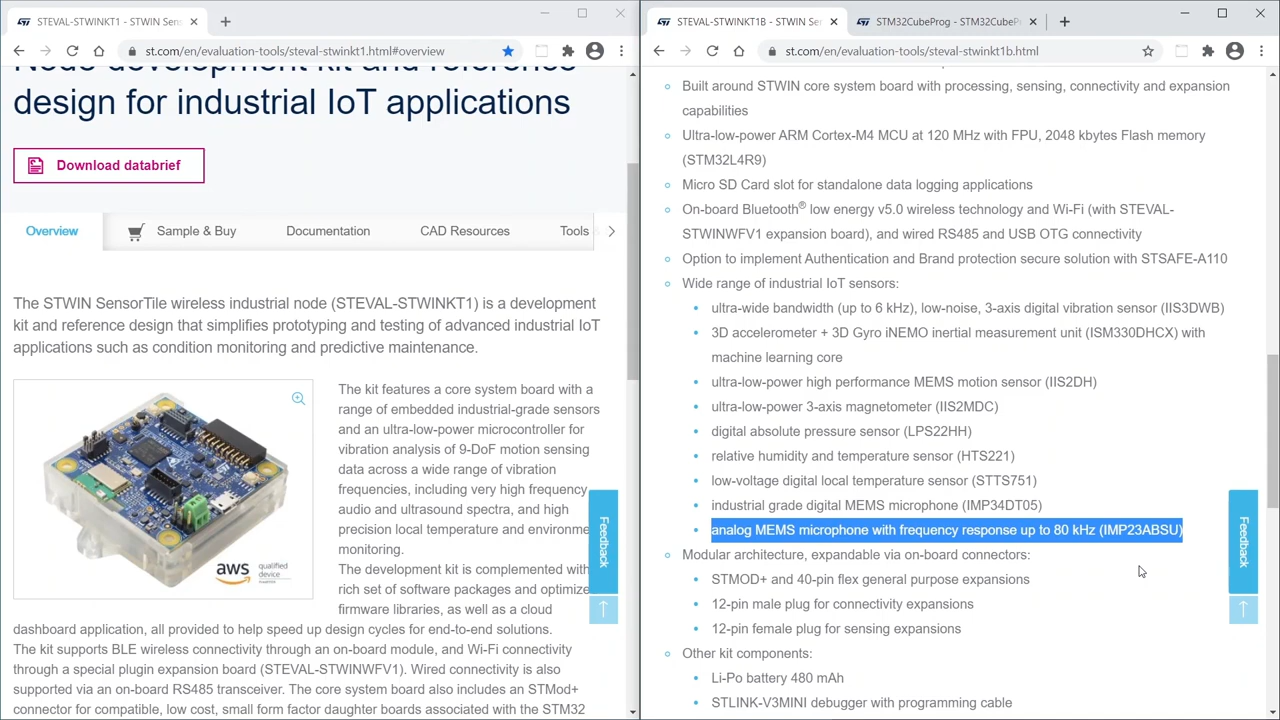 STEVAL-STWINKT1 - STWIN Sens
st.com/en/evaluation-tools/steval-stwinkt1.html#overview
Node development kit and reference
design for industrial IoT applications
Download databrief
Overview
Sample & Buy
Documentation
CAD Resources
Tools
The STWIN SensorTile wireless industrial node (STEVAL-STWINKT1) is a development
kit and reference design that simplifies prototyping and testing of advanced industrial IoT
applications such as condition monitoring and predictive maintenance.
aws qualified device
The kit features a core system board with a
range of embedded industrial-grade sensors
and an ultra-low-power microcontroller for
vibration analysis of 9-DoF motion sensing
data across a wide range of vibration
frequencies, including very high frequency
audio and ultrasound spectra, and high
precision local temperature and environme
monitoring.
The development kit is complemented with
rich set of software packages and optimize
firmware libraries, as well as a cloud
dashboard application, all provided to help speed up design cycles for end-to-end solutions.
The kit supports BLE wireless connectivity through an on-board module, and Wi-Fi connectivity
through a special plugin expansion board (STEVAL-STWINWFV1). Wired connectivity is also
supported via an on-board RS485 transceiver. The core system board also includes an STMod+
connector for compatible, low cost, small form factor daughter boards associated with the STM32
Feedback
STEVAL-STWINKT1B - STWIN Se
STM32CubeProg - STM32CubeP
st.com/en/evaluation-tools/steval-stwinkt1b.html
Built around STWIN core system board with processing, sensing, connectivity and expansion
capabilities
Ultra-low-power ARM Cortex-M4 MCU at 120 MHz with FPU, 2048 kbytes Flash memory
(STM32L4R9)
Micro SD Card slot for standalone data logging applications
On-board Bluetooth® low energy v5.0 wireless technology and Wi-Fi (with STEVAL-
STWINWFV1 expansion board), and wired RS485 and USB OTG connectivity
Option to implement Authentication and Brand protection secure solution with STSAFE-A110
Wide range of industrial IoT sensors:
ultra-wide bandwidth (up to 6 kHz), low-noise, 3-axis digital vibration sensor (IIS3DWB)
3D accelerometer + 3D Gyro iNEMO inertial measurement unit (ISM330DHCX) with
machine learning core
ultra-low-power high performance MEMS motion sensor (IIS2DH)
ultra-low-power 3-axis magnetometer (IIS2MDC)
digital absolute pressure sensor (LPS22HH)
relative humidity and temperature sensor (HTS221)
low-voltage digital local temperature sensor (STTS751)
industrial grade digital MEMS microphone (IMP34DT05)
analog MEMS microphone with frequency response up to 80 kHz (IMP23ABSU)
Modular architecture, expandable via on-board connectors:
STMOD+ and 40-pin flex general purpose expansions
12-pin male plug for connectivity expansions
12-pin female plug for sensing expansions
Other kit components:
Li-Po battery 480 mAh
STLINK-V3MINI debugger with programming cable
Feedback